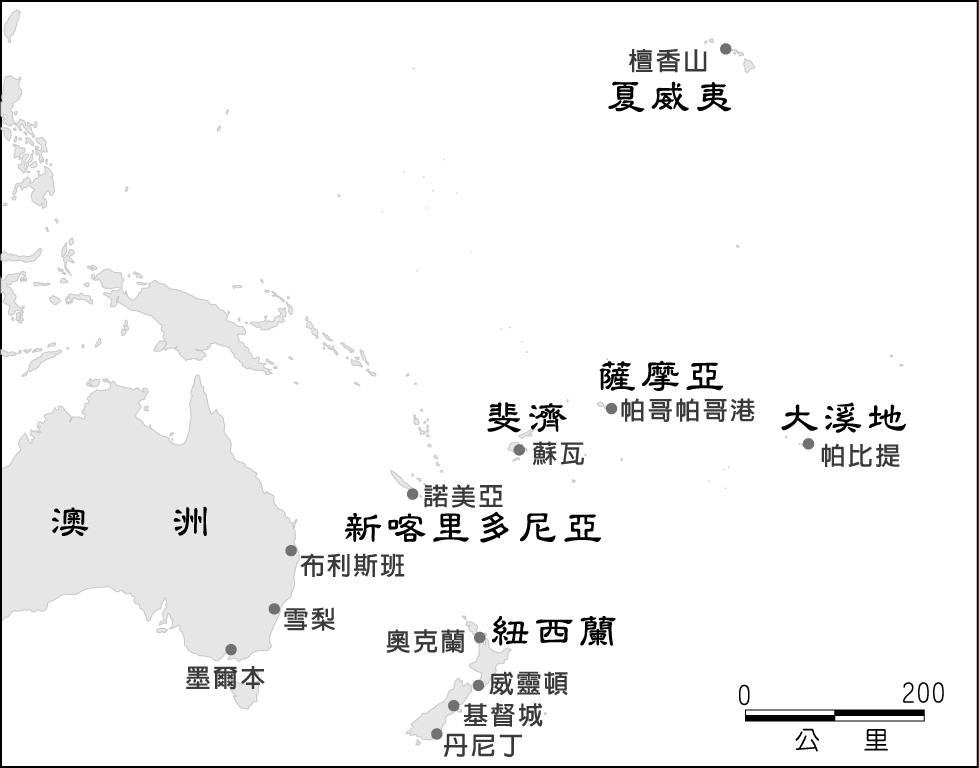 檀香山
夏威夷
薩摩亞
帕哥帕哥港
斐濟
蘇瓦
大溪地
帕比提
諾美亞
新喀里多尼亞
澳洲
布利斯班
雪梨
墨爾本
奧克蘭
紐西蘭
威靈頓
基督城
丹尼丁
0 200
公里